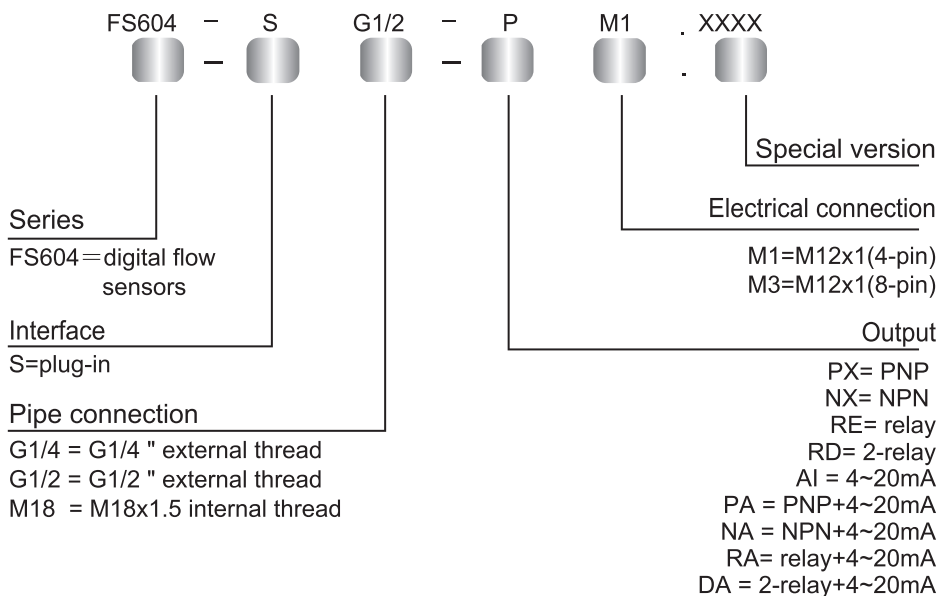 FS604 – S G1/2 – P M1 . XXXX
– – .
Special version
Electrical connection
M1=M12x1(4-pin)
M3=M12x1(8-pin)
Series
FS604=digital flow
sensors
Interface
S=plug-in
Pipe connection
G1/4 = G1/4 " external thread
G1/2 = G1/2 " external thread
M18 = M18x1.5 internal thread
Output
PX= PNP
NX= NPN
RE= relay
RD= 2-relay
AI = 4~20mA
PA = PNP+4~20mA
NA = NPN+4~20mA
RA= relay+4~20mA
DA = 2-relay+4~20mA